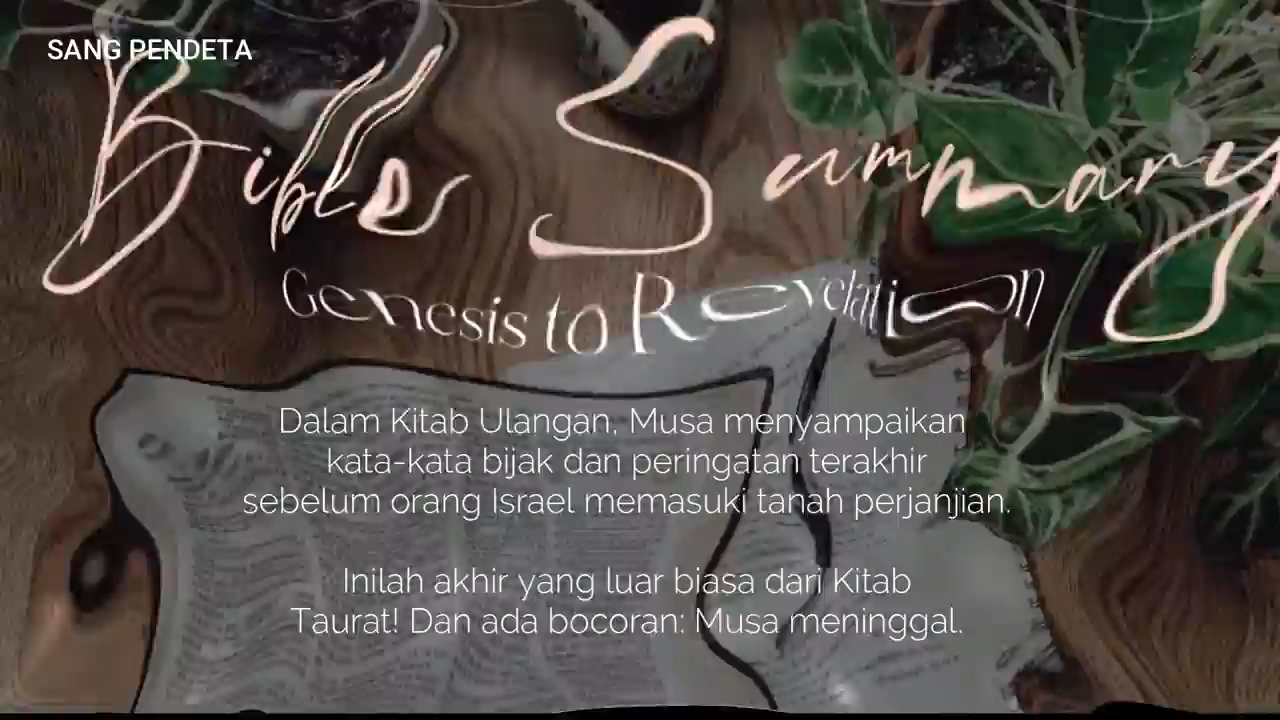 SANG PENDETA
Bible Summary
Genesis to Revelation
Dalam Kitab Ulangan, Musa menyampaikan
kata-kata bijak dan peringatan terakhir
sebelum orang Israel memasuki tanah perjanjian.
Inilah akhir yang luar biasa dari Kitab
Taurat! Dan ada bocoran: Musa meninggal.